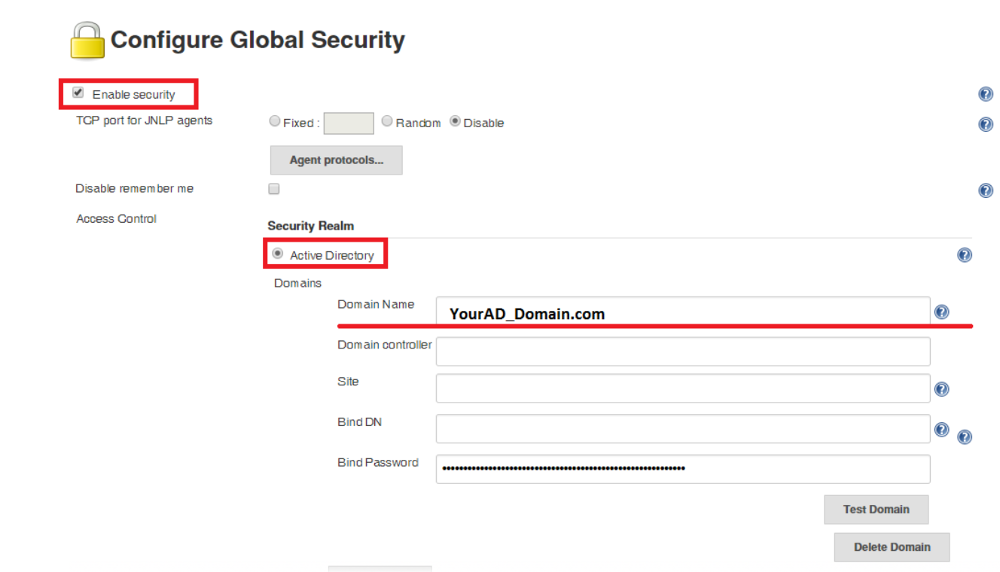 Configure Global Security
Enable security
TCP port for JNLP agents Fixed : Random Disable
Agent protocols...
Disable remember me
Access Control
Security Realm
Active Directory
Domains
Domain Name YourAD_Domain.com
Domain controller
Site
Bind DN
Bind Password ••••••••••••••••••••••••••••••••••••••••••••••••••••••••••
Test Domain
Delete Domain